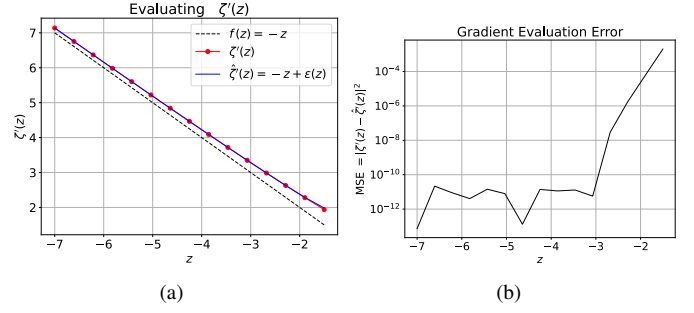 Evaluating ζ′(z)
7
6
5
4
3
2
ζ′(z)
f(z) = −z
ζ′(z)
ζ̂′(z) = −z + ε(z)
−7 −6 −5 −4 −3 −2
z
(a)
Gradient Evaluation Error
10⁻⁴
10⁻⁶
10⁻⁸
10⁻¹⁰
10⁻¹²
MSE = |ζ′(z) − ζ̂′(z)|²
−7 −6 −5 −4 −3 −2
z
(b)